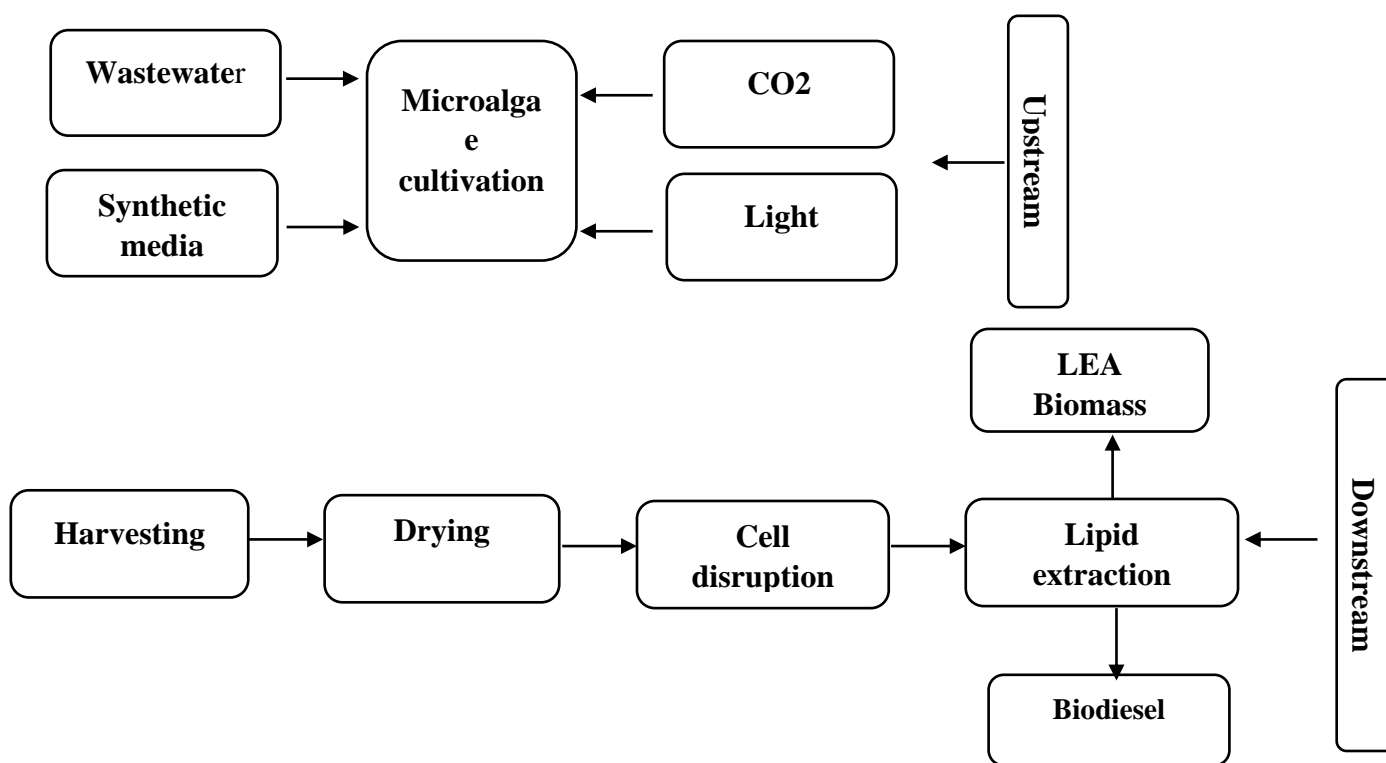 Wastewater
Microalga
e
cultivation
CO2
Upstream
Synthetic
media
Light
LEA
Biomass
Harvesting
Drying
Cell
disruption
Lipid
extraction
Downstream
Biodiesel